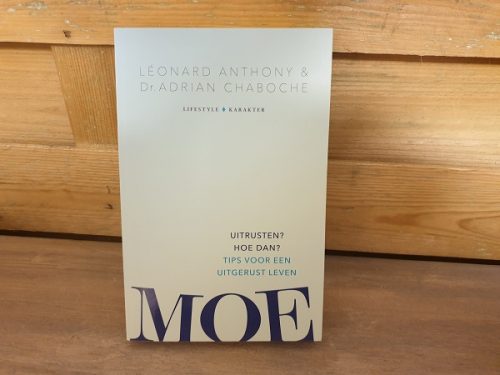 LÉONARD ANTHONY &
Dr. ADRIAN CHABOCHE
LIFESTYLE ♦ KARAKTER
UITRUSTEN?
HOE DAN?
TIPS VOOR EEN
UITGERUST LEVEN
MOE